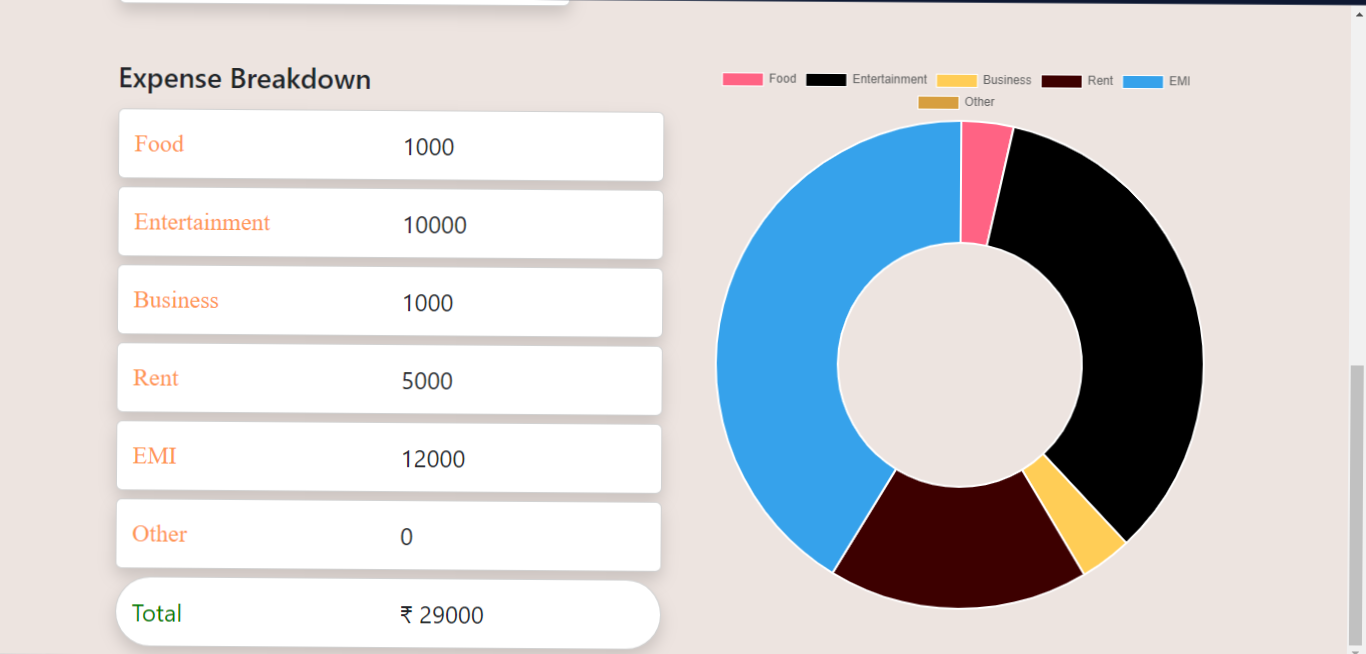 Expense Breakdown
Food 1000
Entertainment 10000
Business 1000
Rent 5000
EMI 12000
Other 0
Total ₹ 29000
Food Entertainment Business Rent EMI
Other